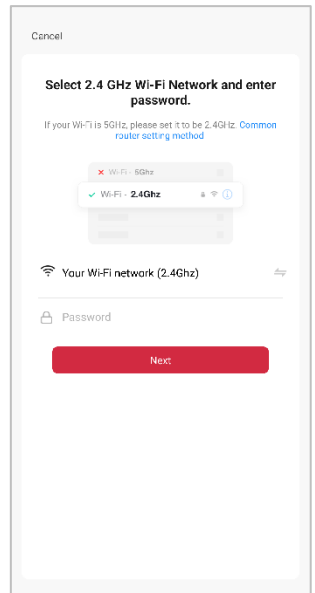 Cancel
Select 2.4 GHz Wi-Fi Network and enter
password.
If your Wi-Fi is 5GHz, please set it to be 2.4GHz. Common
router setting method
Wi-Fi - 5Ghz
Wi-Fi - 2.4Ghz
Your Wi-Fi network (2.4Ghz)
Password
Next